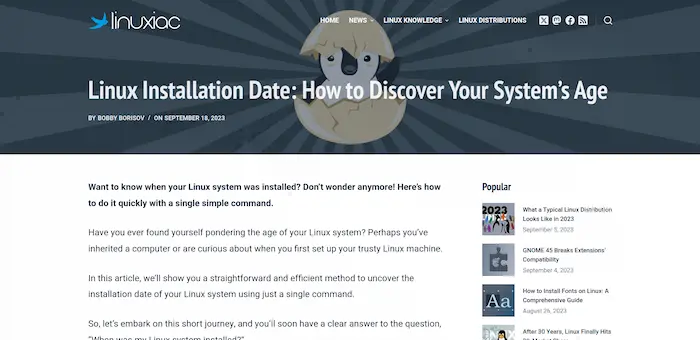 linuxiac
HOME NEWS LINUX KNOWLEDGE LINUX DISTRIBUTIONS
Linux Installation Date: How to Discover Your System's Age
BY BOBBY BORISOV / ON SEPTEMBER 18, 2023
Want to know when your Linux system was installed? Don't wonder anymore! Here's how
to do it quickly with a single simple command.
Have you ever found yourself pondering the age of your Linux system? Perhaps you've
inherited a computer or are curious about when you first set up your trusty Linux machine.
In this article, we'll show you a straightforward and efficient method to uncover the
installation date of your Linux system using just a single command.
So, let's embark on this short journey, and you'll soon have a clear answer to the question,
"When was my Linux system installed?"
Popular
2023
What a Typical Linux Distribution
Looks Like in 2023
September 5, 2023
GNOME 45 Breaks Extensions'
Compatibility
September 4, 2023
Aa
How to Install Fonts on Linux: A
Comprehensive Guide
August 26, 2023
After 30 Years, Linux Finally Hits